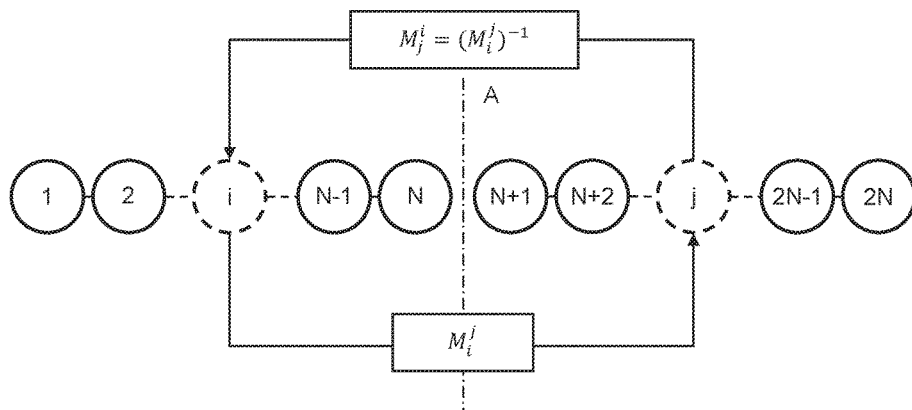 M_j^i = (M_i^j)^{-1}
A
1 2 i N-1 N N+1 N+2 j 2N-1 2N
M_i^j